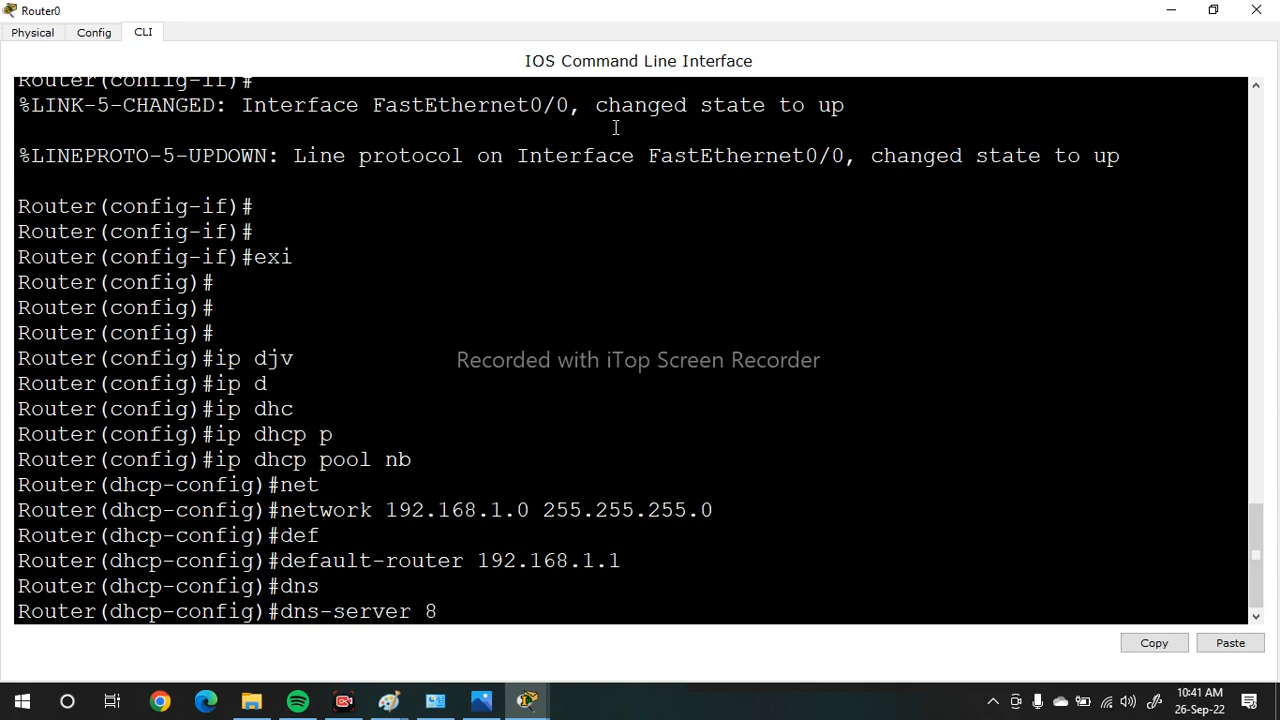 Router0
Physical Config CLI
IOS Command Line Interface
Router(config-if)#
%LINK-5-CHANGED: Interface FastEthernet0/0, changed state to up
%LINEPROTO-5-UPDOWN: Line protocol on Interface FastEthernet0/0, changed state to up
Router(config-if)#
Router(config-if)#
Router(config-if)#exi
Router(config)#
Router(config)#
Router(config)#
Router(config)#ip djv
Recorded with iTop Screen Recorder
Router(config)#ip d
Router(config)#ip dhc
Router(config)#ip dhcp p
Router(config)#ip dhcp pool nb
Router(dhcp-config)#net
Router(dhcp-config)#network 192.168.1.0 255.255.255.0
Router(dhcp-config)#def
Router(dhcp-config)#default-router 192.168.1.1
Router(dhcp-config)#dns
Router(dhcp-config)#dns-server 8
Copy Paste
10:41 AM
26-Sep-22